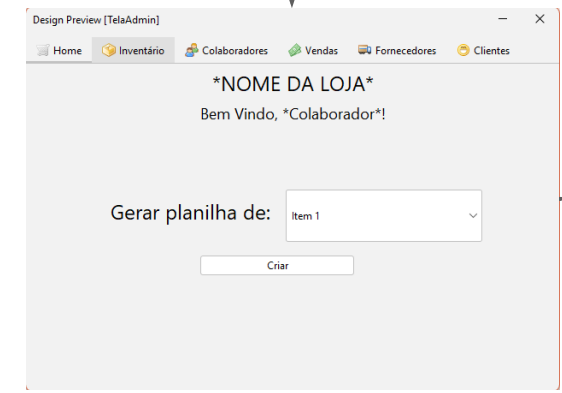 Design Preview [TelaAdmin]
Home Inventário Colaboradores Vendas Fornecedores Clientes
*NOME DA LOJA*
Bem Vindo, *Colaborador*!
Gerar planilha de: Item 1
Criar